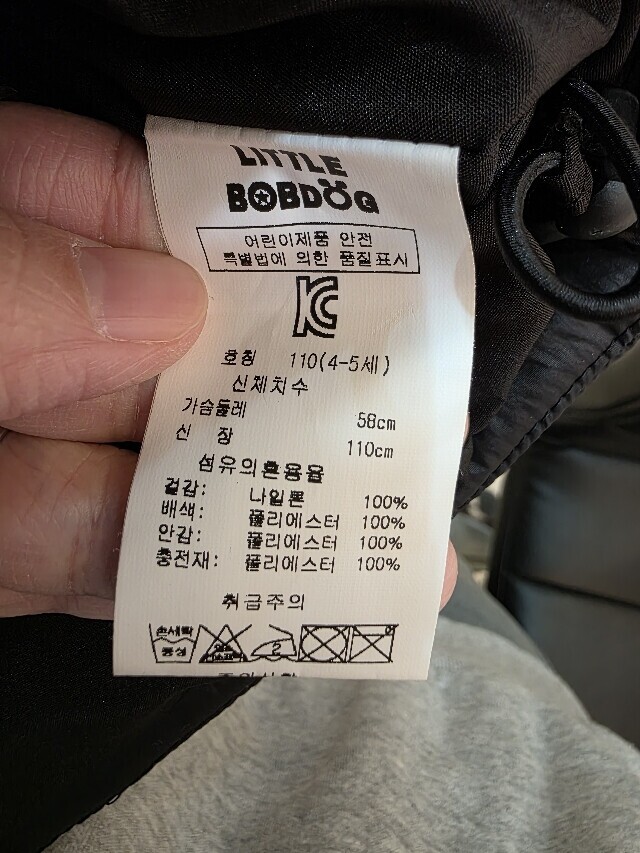 LITTLE
BOBDOG
어린이제품 안전
특별법에 의한 품질표시
KC
호칭 110(4-5세)
신체치수
가슴둘레 58cm
신 장 110cm
섬유의혼용율
겉감: 나일론 100%
배색: 폴리에스터 100%
안감: 폴리에스터 100%
충전재: 폴리에스터 100%
취급주의
손세탁
중성
2